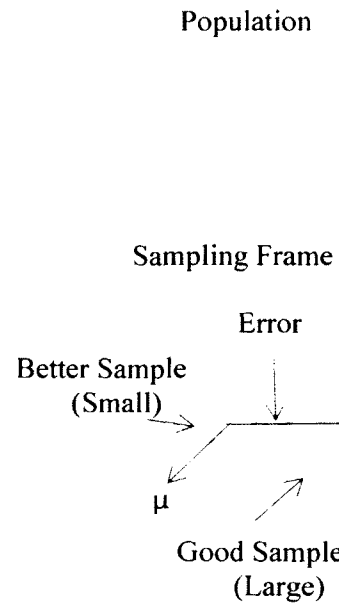 Population
Sampling Frame
Error
Better Sample
(Small)
μ
Good Sample
(Large)